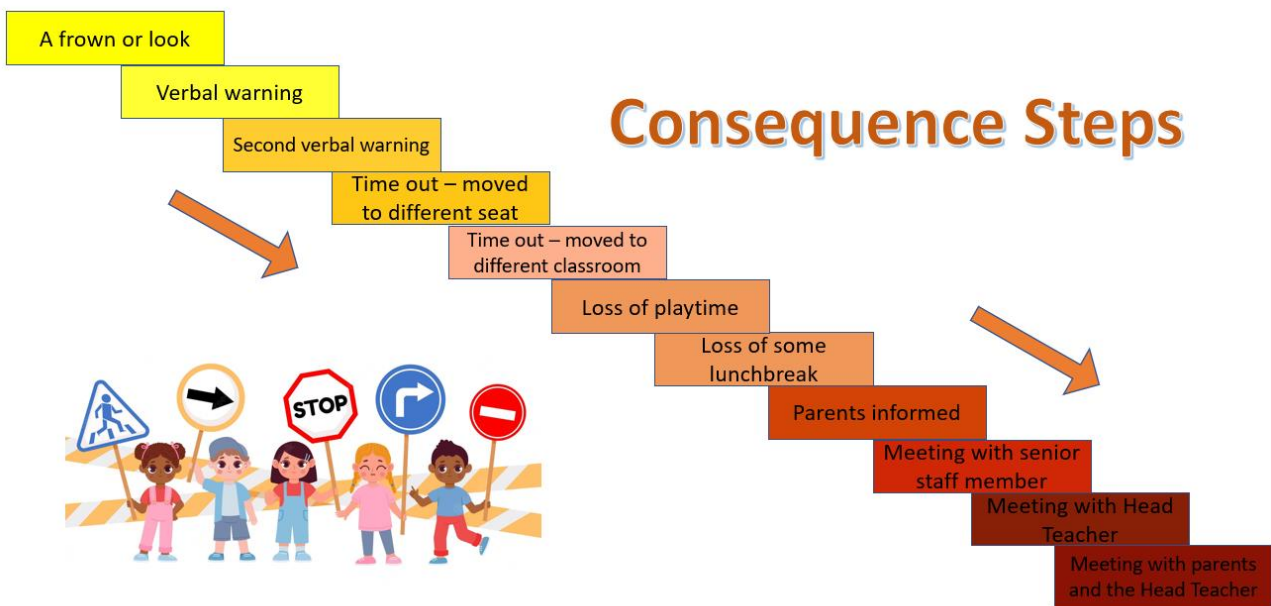 A frown or look
Verbal warning
Consequence Steps
Second verbal warning
Time out – moved
to different seat
Time out – moved to
different classroom
Loss of playtime
Loss of some
lunchbreak
Parents informed
STOP
Meeting with senior
staff member
Meeting with Head
Teacher
Meeting with parents
and the Head Teacher